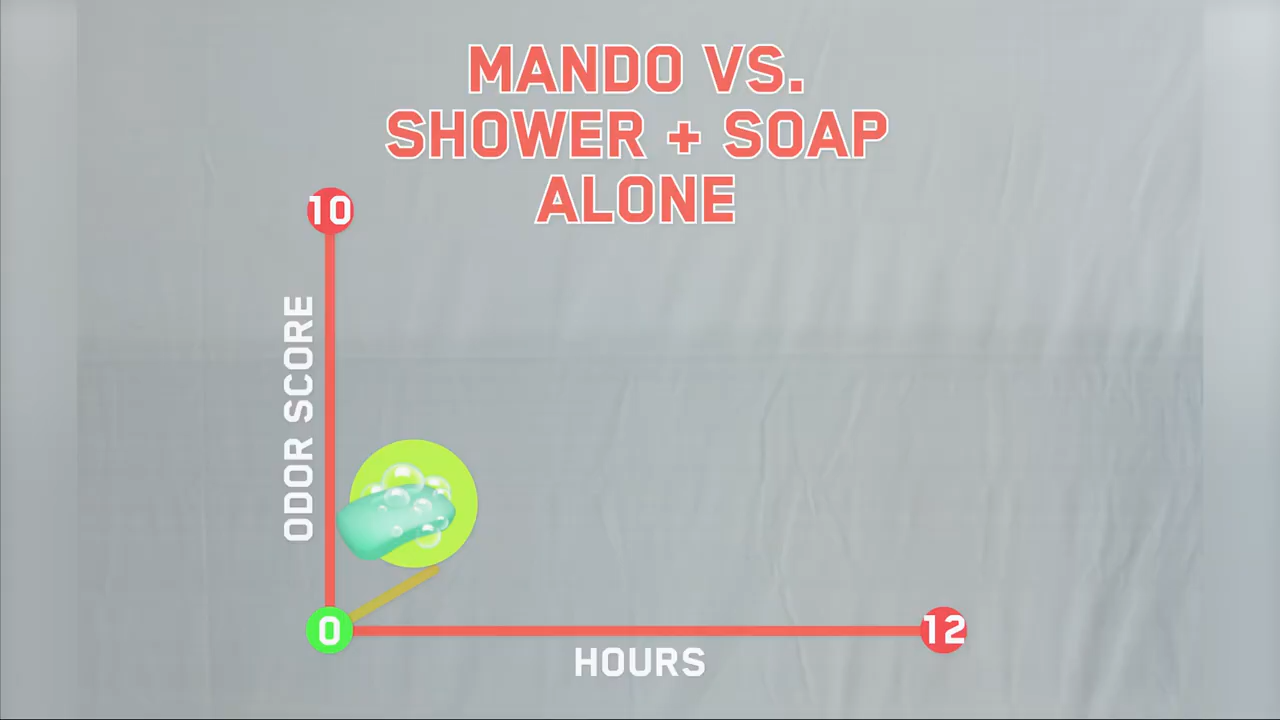 MANDO VS.
SHOWER + SOAP
ALONE
10
ODOR SCORE
0
12
HOURS